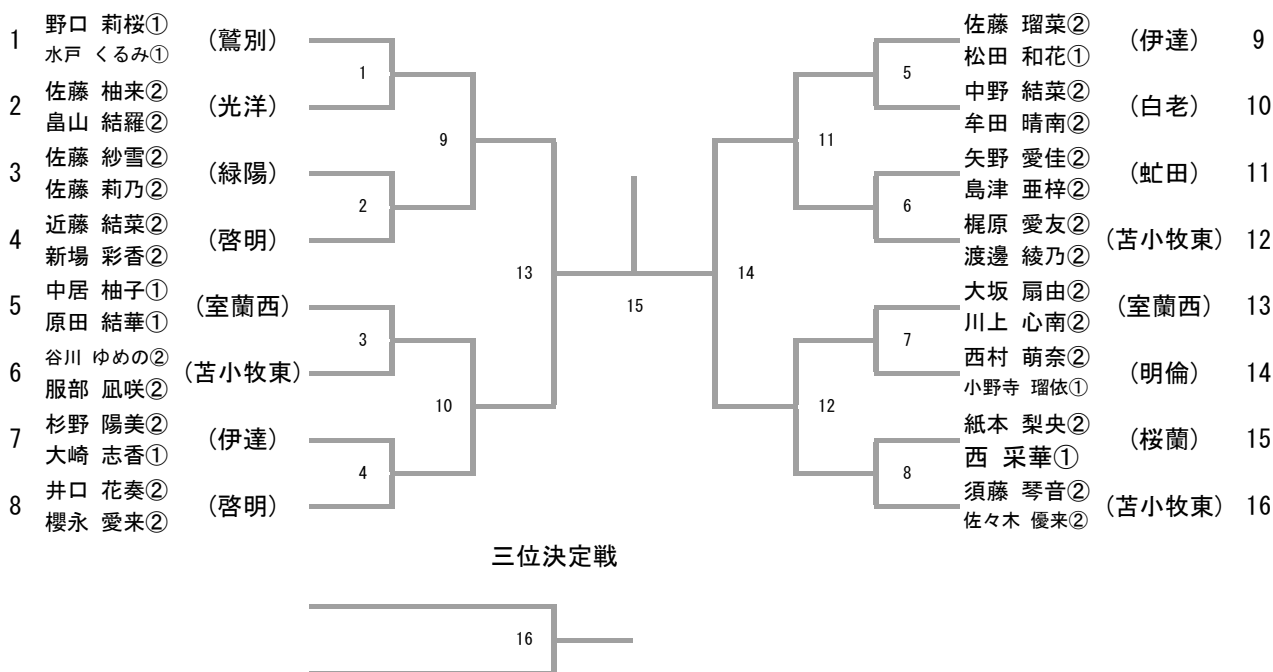 1 野口 莉桜① (鷲別)
水戸 くるみ①
2 佐藤 柚来② (光洋)
畠山 結羅②
3 佐藤 紗雪② (緑陽)
佐藤 莉乃②
4 近藤 結菜② (啓明)
新場 彩香②
5 中居 柚子① (室蘭西)
原田 結華①
6 谷川 ゆめの② (苫小牧東)
服部 凪咲②
7 杉野 陽美② (伊達)
大崎 志香①
8 井口 花奏② (啓明)
櫻永 愛来②
1
2
3
4
9
10
13
15
14
11
12
5
6
7
8
佐藤 瑠菜② (伊達) 9
松田 和花①
中野 結菜② (白老) 10
牟田 晴南②
矢野 愛佳② (虻田) 11
島津 亜梓②
梶原 愛友② (苫小牧東) 12
渡邊 綾乃②
大坂 扇由② (室蘭西) 13
川上 心南②
西村 萌奈② (明倫) 14
小野寺 瑠依①
紙本 梨央② (桜蘭) 15
西 采華①
須藤 琴音② (苫小牧東) 16
佐々木 優来②
三位決定戦
16